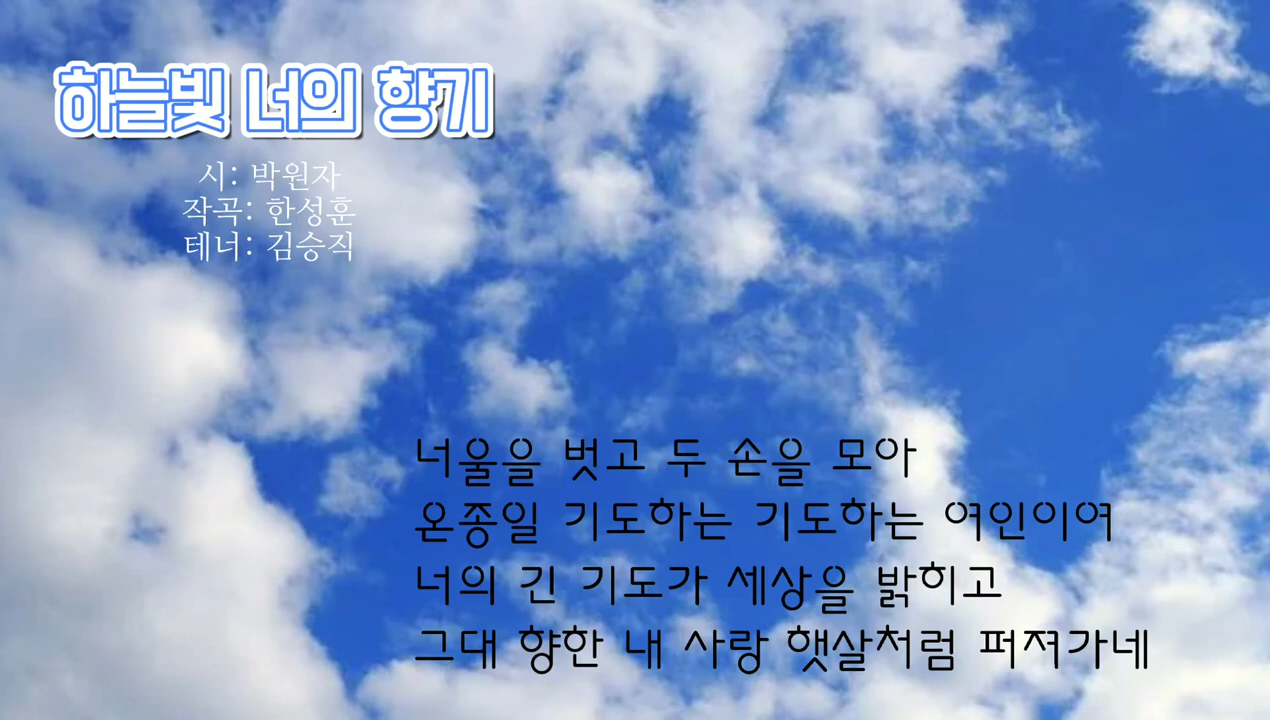 하늘빛 너의 향기
시: 박원자
작곡: 한성훈
테너: 김승직
너울을 벗고 두 손을 모아
온종일 기도하는 기도하는 여인이여
너의 긴 기도가 세상을 밝히고
그대 향한 내 사랑 햇살처럼 퍼져가네